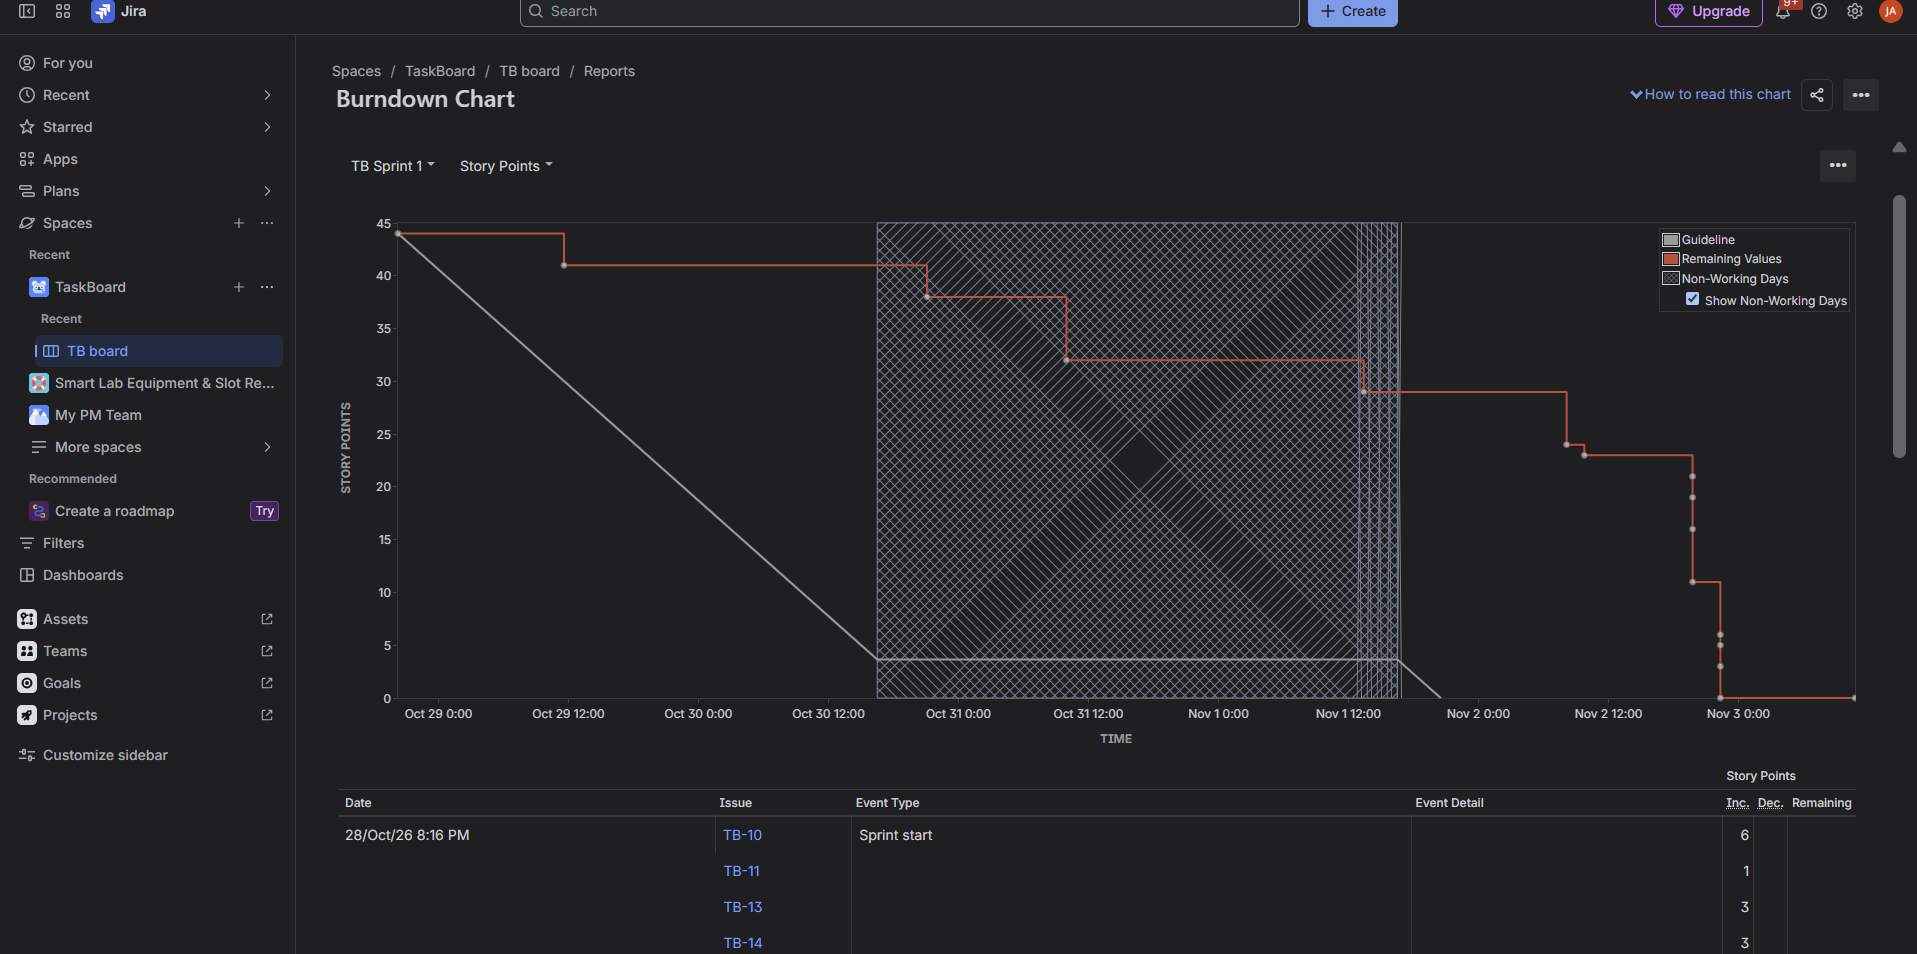 Jira
Search
Create
Upgrade
9+
JA
For you
Recent
Starred
Apps
Plans
Spaces
Recent
TaskBoard
Recent
TB board
Smart Lab Equipment & Slot Re...
My PM Team
More spaces
Recommended
Create a roadmap Try
Filters
Dashboards
Assets
Teams
Goals
Projects
Customize sidebar
Spaces / TaskBoard / TB board / Reports
Burndown Chart
How to read this chart
TB Sprint 1 Story Points
45
40
35
30
25
20
15
10
5
0
STORY POINTS
Guideline
Remaining Values
Non-Working Days
Show Non-Working Days
Oct 29 0:00 Oct 29 12:00 Oct 30 0:00 Oct 30 12:00 Oct 31 0:00 Oct 31 12:00 Nov 1 0:00 Nov 1 12:00 Nov 2 0:00 Nov 2 12:00 Nov 3 0:00
TIME
Story Points
Date Issue Event Type Event Detail Inc. Dec. Remaining
28/Oct/26 8:16 PM TB-10 Sprint start 6
TB-11 1
TB-13 3
TB-14 3